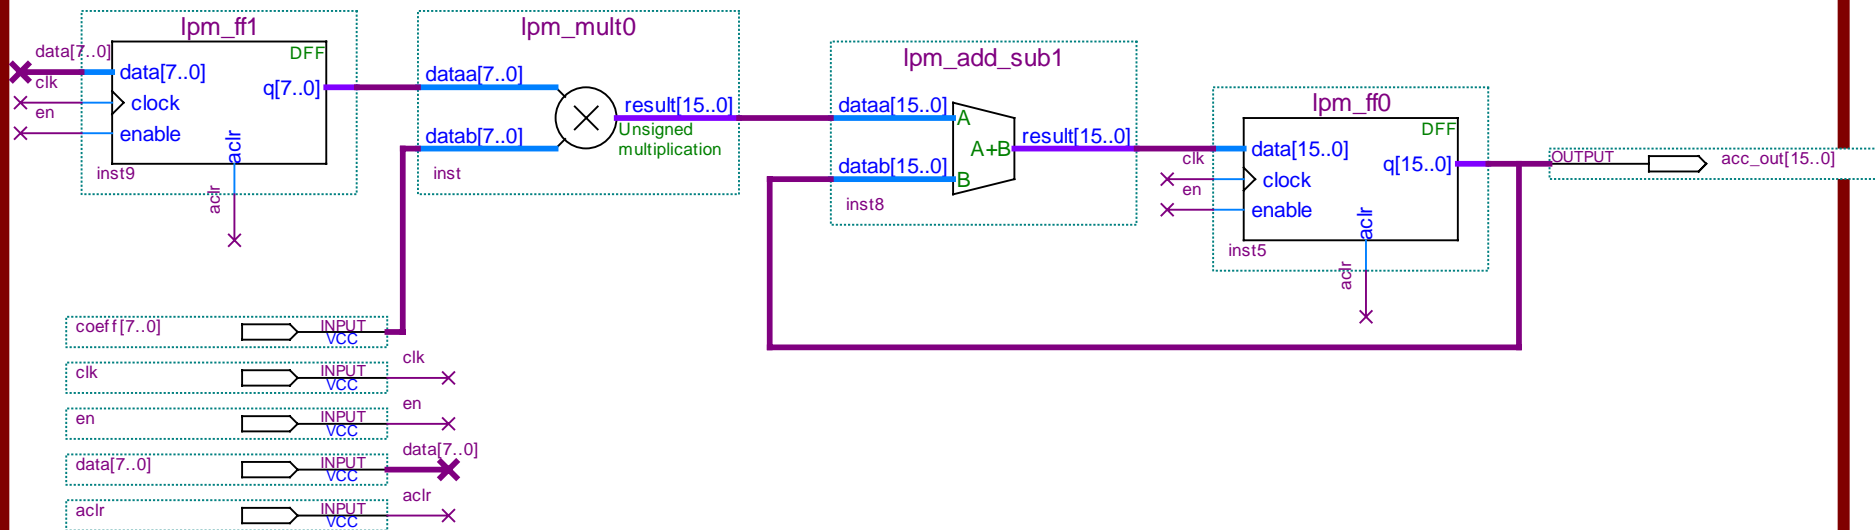 lpm_ff1
data[7..0]
clk
en
DFF
data[7..0]
q[7..0]
clock
enable
aclr
inst9
aclr
lpm_mult0
dataa[7..0]
datab[7..0]
result[15..0]
Unsigned
multiplication
inst
lpm_add_sub1
dataa[15..0]
A
A+B
result[15..0]
datab[15..0]
B
inst8
lpm_ff0
DFF
clk
data[15..0]
q[15..0]
en
clock
enable
aclr
inst5
aclr
OUTPUT
acc_out[15..0]
coeff[7..0]
INPUT
VCC
clk
INPUT
VCC
clk
en
INPUT
VCC
en
data[7..0]
INPUT
VCC
data[7..0]
aclr
INPUT
VCC
aclr